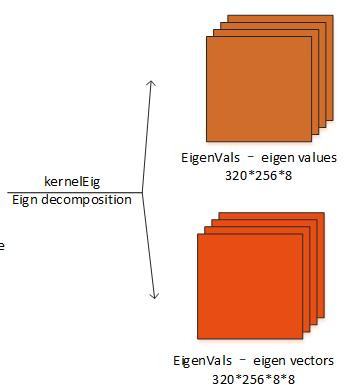 EigenVals – eigen values
320*256*8
kernelEig
Eign decomposition
e
EigenVals – eigen vectors
320*256*8*8